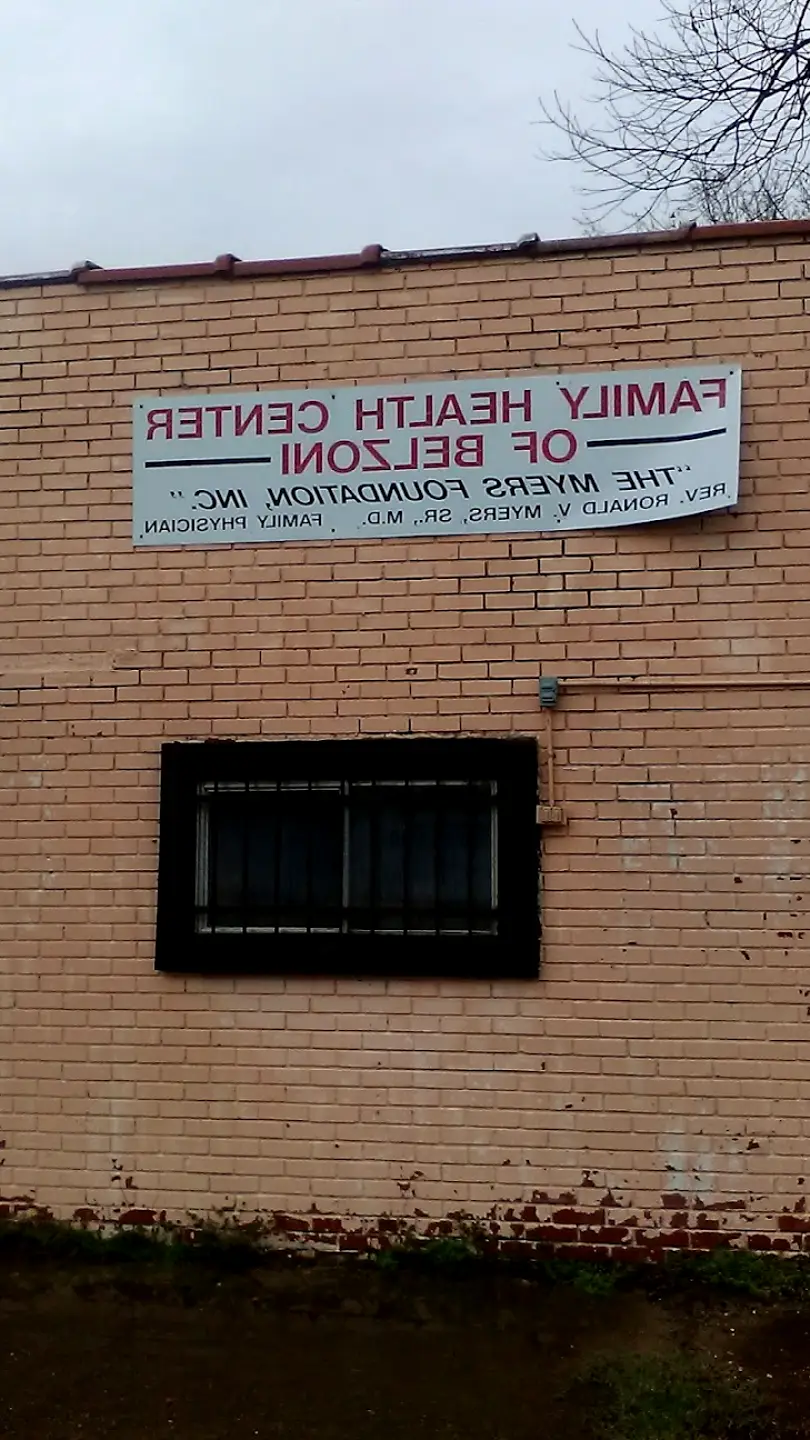 FAMILY HEALTH CENTER
OF BELZONI
"THE MYERS FOUNDATION, INC."
REV. RONALD V. MYERS, SR., M.D. FAMILY PHYSICIAN